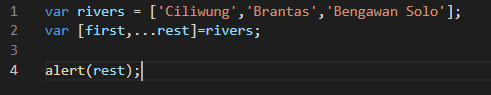 1 var rivers = ['Ciliwung','Brantas','Bengawan Solo'];
2 var [first,...rest]=rivers;
3
4 alert(rest);